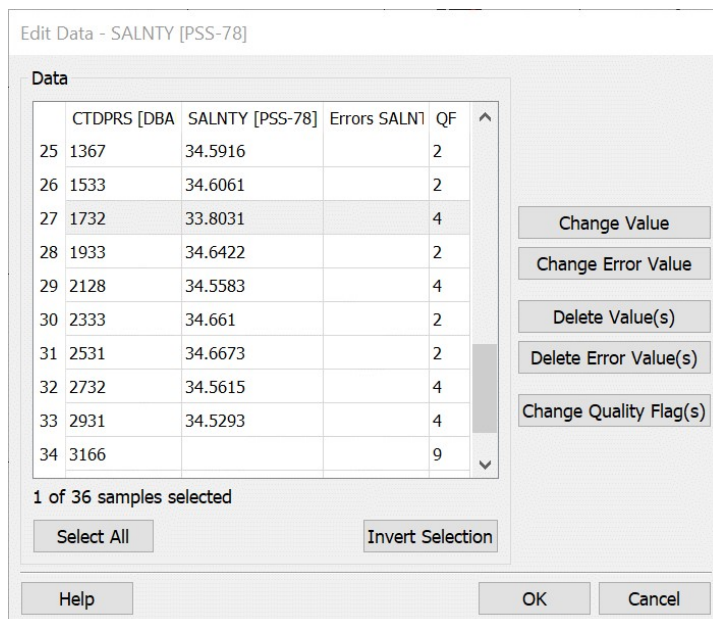 Edit Data - SALNTY [PSS-78]
Data
CTDPRS [DBA SALNTY [PSS-78] Errors SALNT QF
25 1367 34.5916 2
26 1533 34.6061 2
27 1732 33.8031 4
28 1933 34.6422 2
29 2128 34.5583 4
30 2333 34.661 2
31 2531 34.6673 2
32 2732 34.5615 4
33 2931 34.5293 4
34 3166 9
1 of 36 samples selected
Select All Invert Selection
Change Value
Change Error Value
Delete Value(s)
Delete Error Value(s)
Change Quality Flag(s)
Help OK Cancel